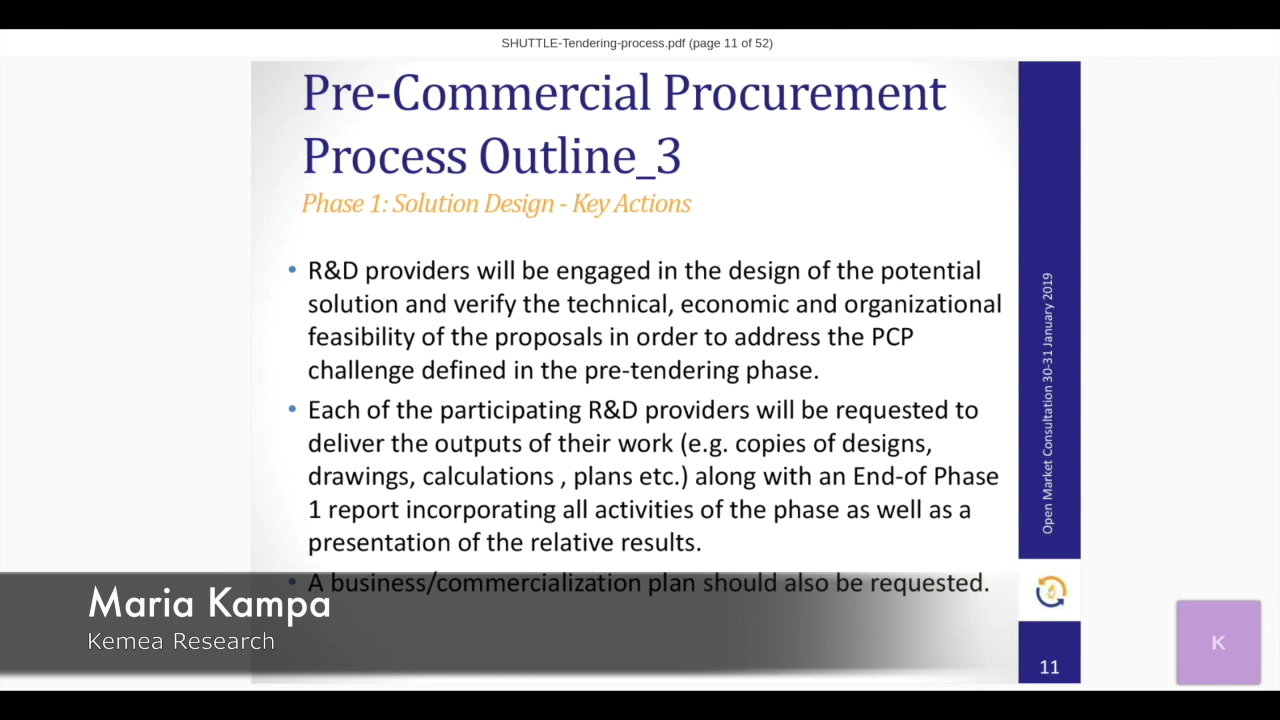 SHUTTLE-Tendering-process.pdf (page 11 of 52)
Pre-Commercial Procurement
Process Outline_3
Phase 1: Solution Design - Key Actions
• R&D providers will be engaged in the design of the potential
solution and verify the technical, economic and organizational
feasibility of the proposals in order to address the PCP
challenge defined in the pre-tendering phase.
• Each of the participating R&D providers will be requested to
deliver the outputs of their work (e.g. copies of designs,
drawings, calculations , plans etc.) along with an End-of Phase
1 report incorporating all activities of the phase as well as a
presentation of the relative results.
• A business/commercialization plan should also be requested.
Open Market Consultation 30-31 January 2019
11
Maria Kampa
Kemea Research
K